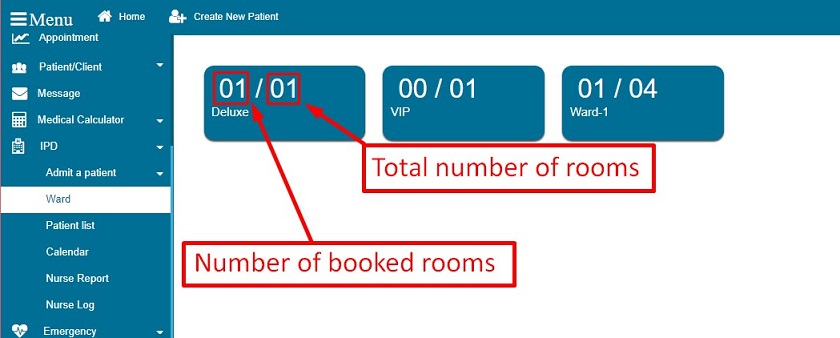 Menu
Home
Create New Patient
Appointment
Patient/Client
Message
Medical Calculator
IPD
Admit a patient
Ward
Patient list
Calendar
Nurse Report
Nurse Log
Emergency
01 / 01
Deluxe
00 / 01
VIP
01 / 04
Ward-1
Total number of rooms
Number of booked rooms